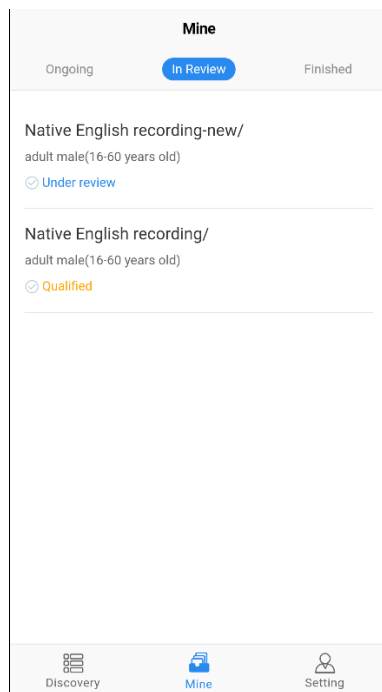 Mine
Ongoing In Review Finished
Native English recording-new/
adult male(16-60 years old)
Under review
Native English recording/
adult male(16-60 years old)
Qualified
Discovery Mine Setting